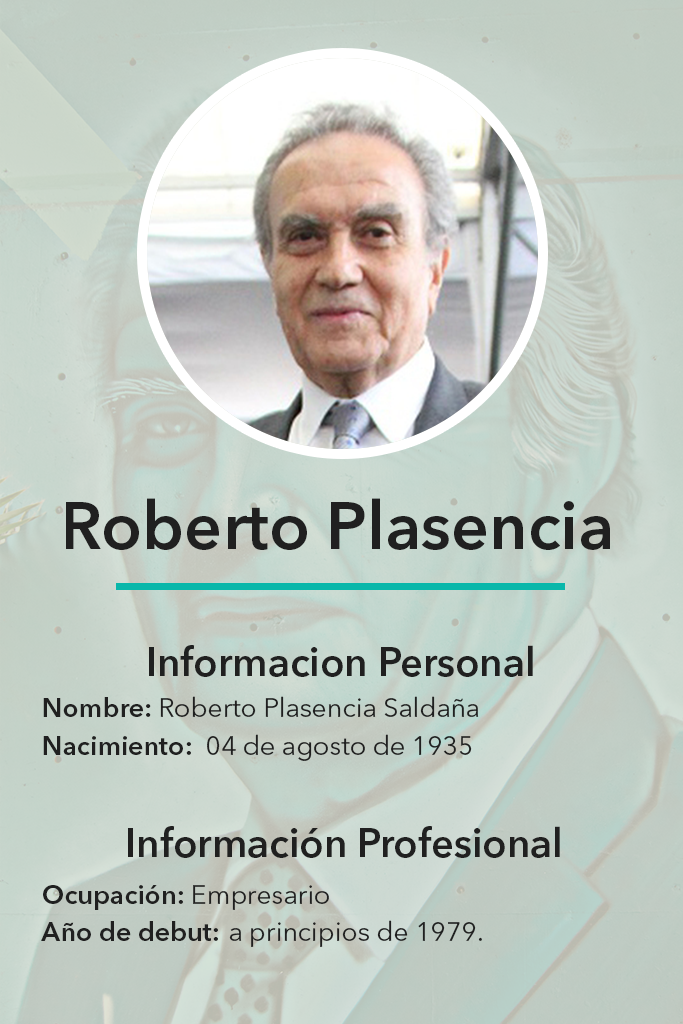 Roberto Plasencia
Informacion Personal
Nombre: Roberto Plasencia Saldaña
Nacimiento: 04 de agosto de 1935
Información Profesional
Ocupación: Empresario
Año de debut: a principios de 1979.